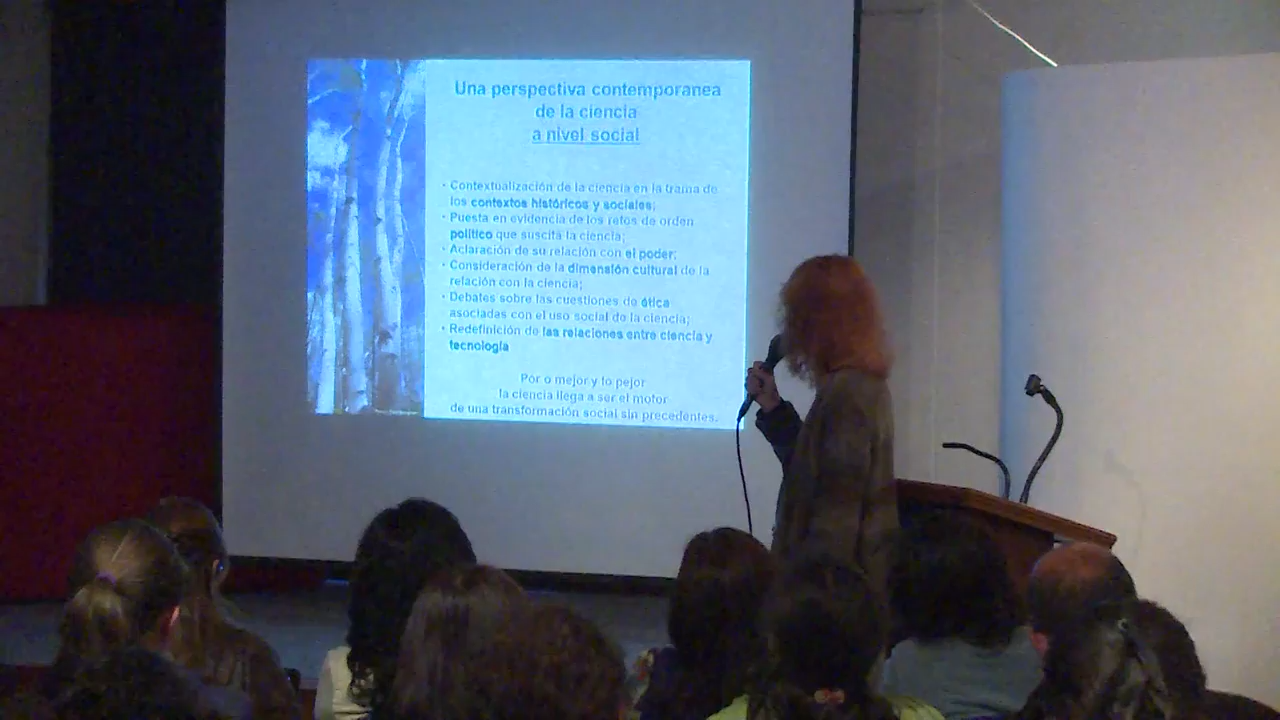 Una perspectiva contemporanea
de la ciencia
a nivel social
• Contextualización de la ciencia en la trama de
los contextos históricos y sociales;
• Puesta en evidencia de los retos de orden
político que suscita la ciencia;
• Aclaración de su relación con el poder;
• Consideración de la dimensión cultural de la
relación con la ciencia;
• Debates sobre las cuestiones de ética
asociadas con el uso social de la ciencia;
• Redefinición de las relaciones entre ciencia y
tecnología
Por o mejor y lo pejor
la ciencia llega a ser el motor
de una transformación social sin precedentes.